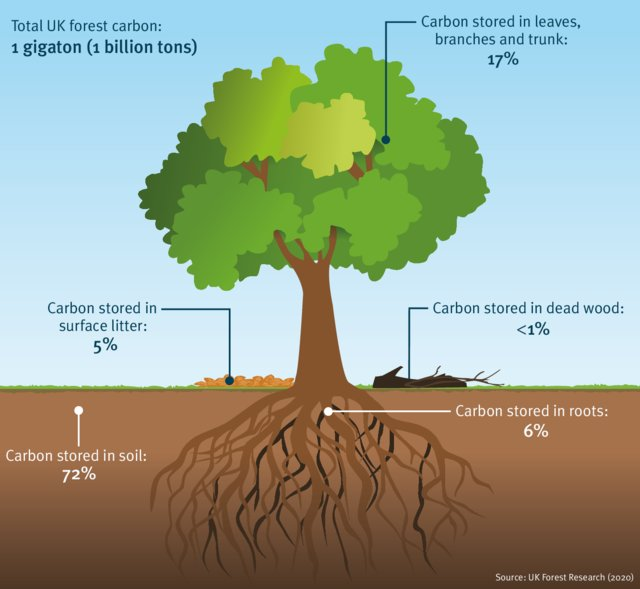 Total UK forest carbon:
1 gigaton (1 billion tons)
Carbon stored in leaves,
branches and trunk:
17%
Carbon stored in
surface litter:
5%
Carbon stored in dead wood:
<1%
Carbon stored in soil:
72%
Carbon stored in roots:
6%
Source: UK Forest Research (2020)